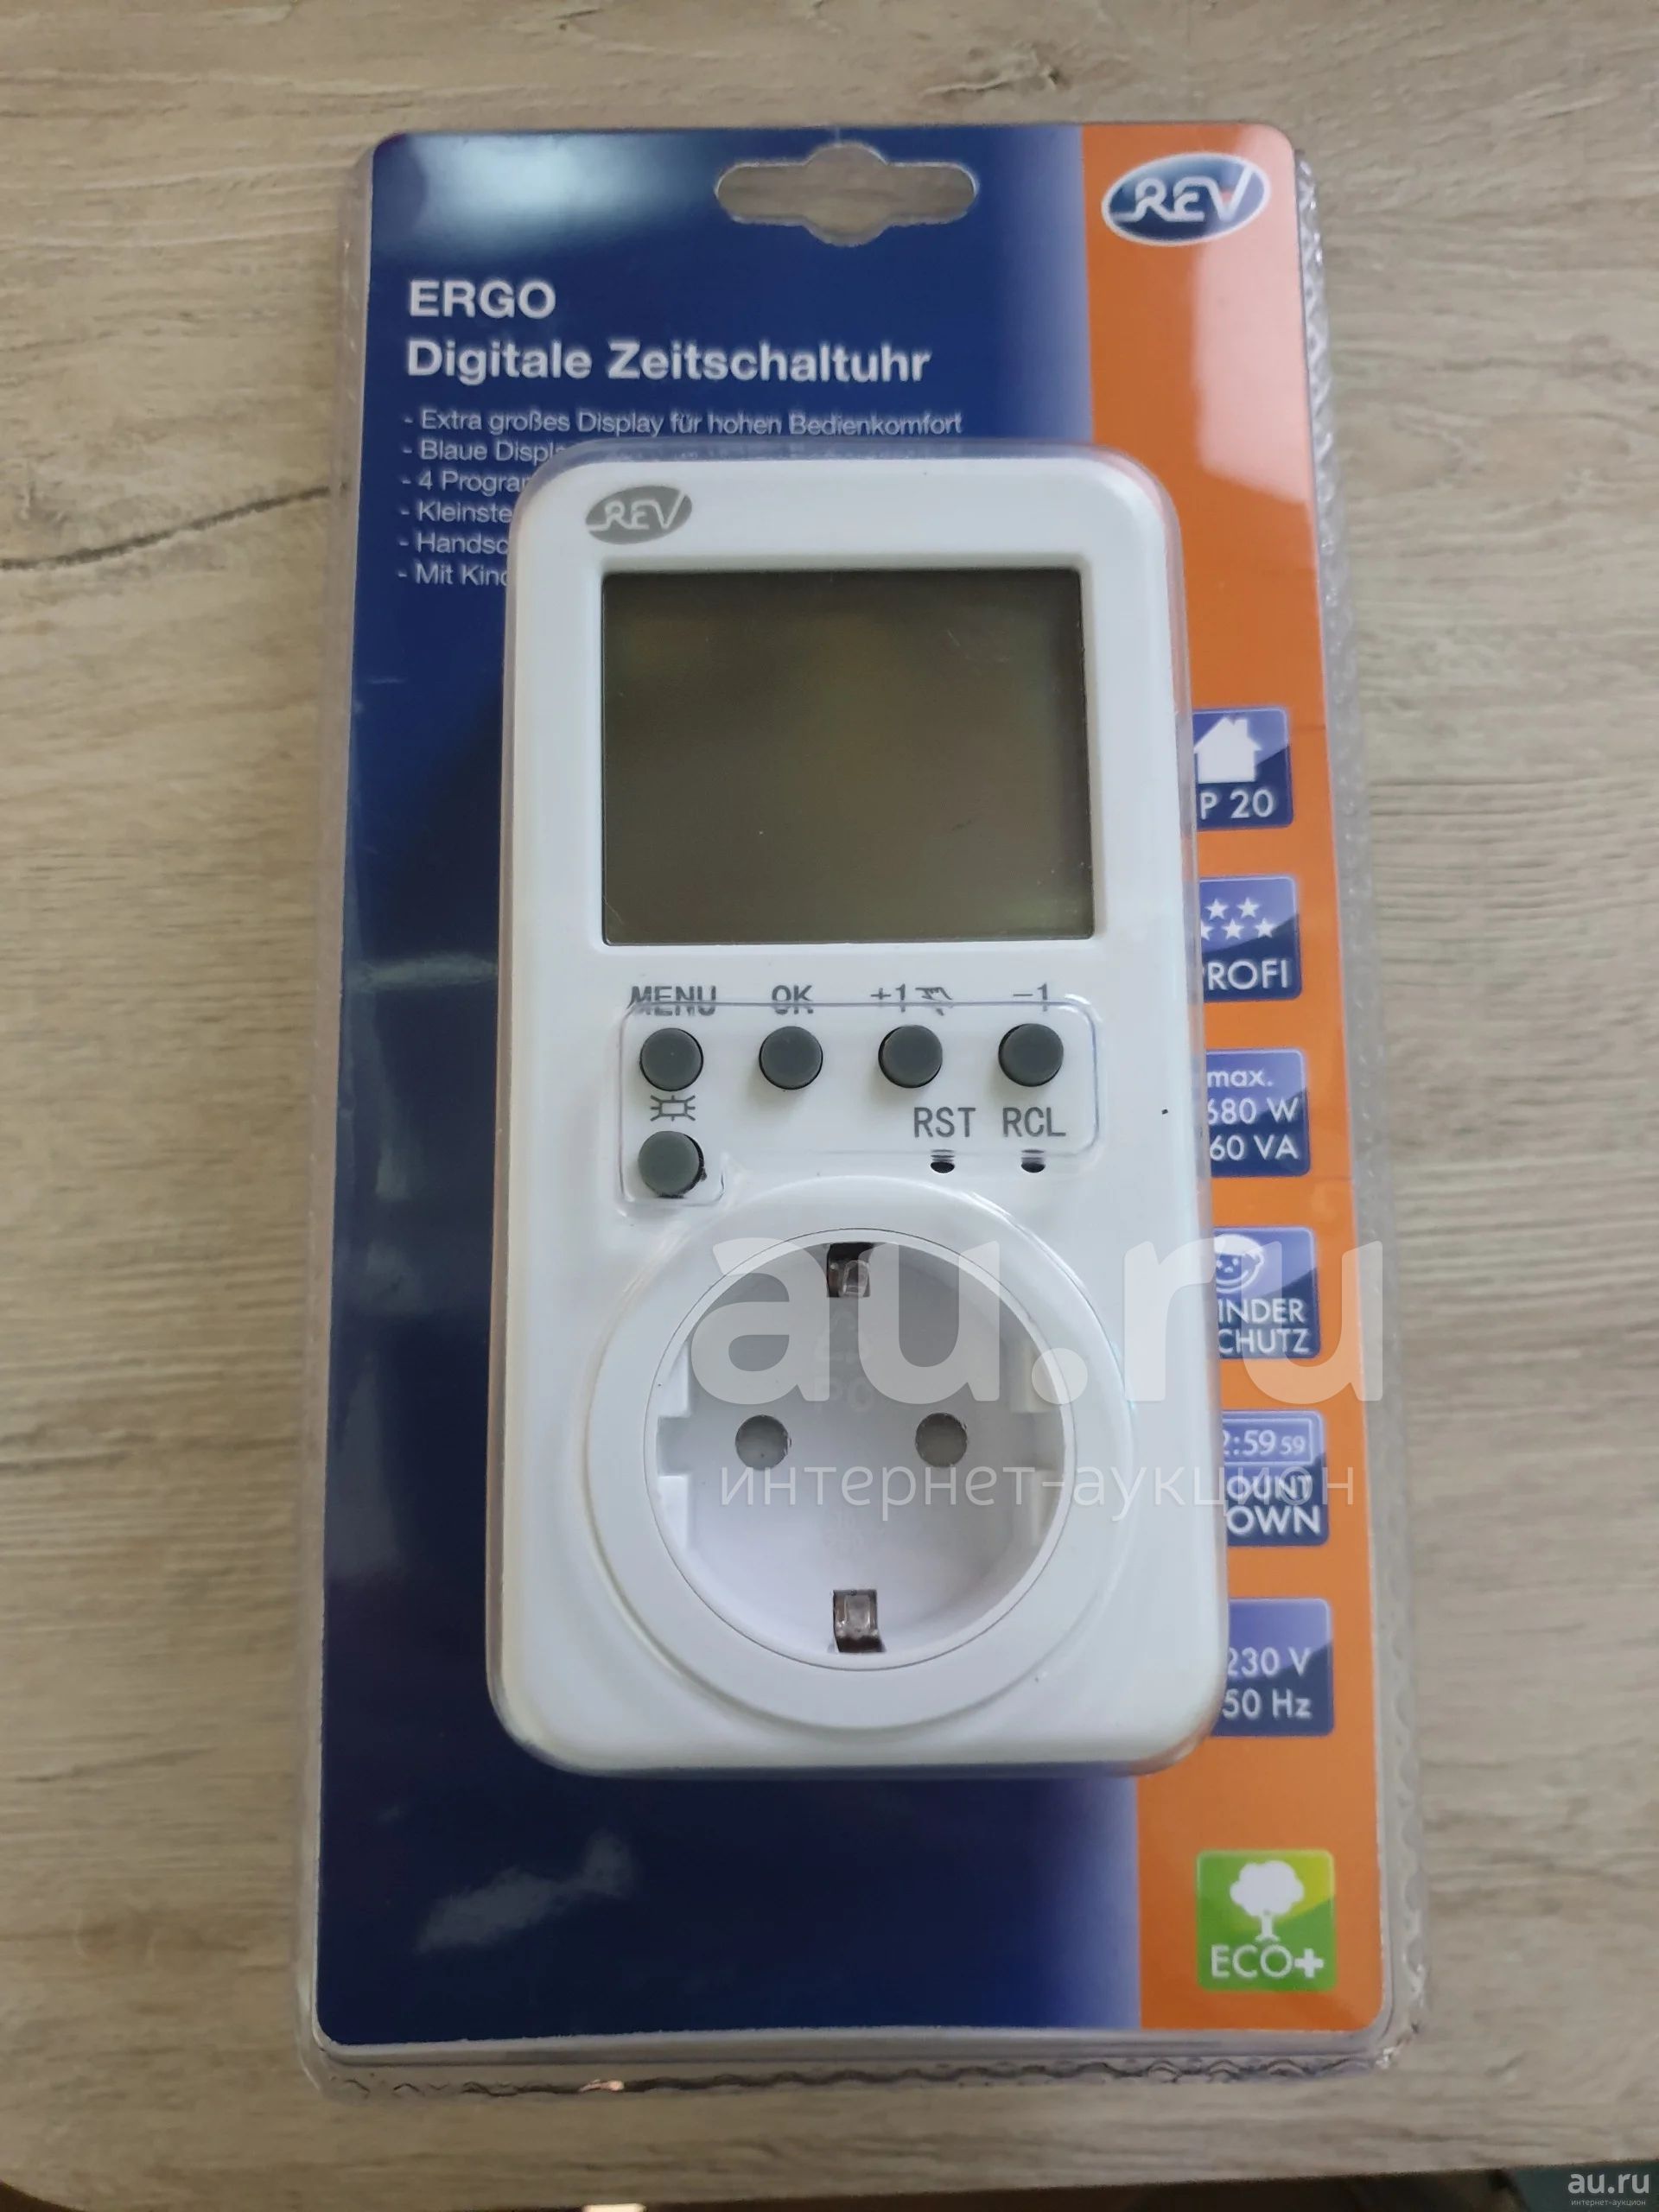 REV
ERGO
Digitale Zeitschaltuhr
- Extra großes Display für hohen Bedienkomfort
- Blaue Displ
- 4 Progra
- Kleinste
- Handsc
- Mit Kind
REV
P 20
ROFI
MENU OK +1 -1
max.
680 W
60 VA
RST RCL
INDER
CHUTZ
au.ru
2:59 59
OUNT
OWN
интернет-аукцион
230 V
50 Hz
ECO+
au.ru
интернет-аукцион